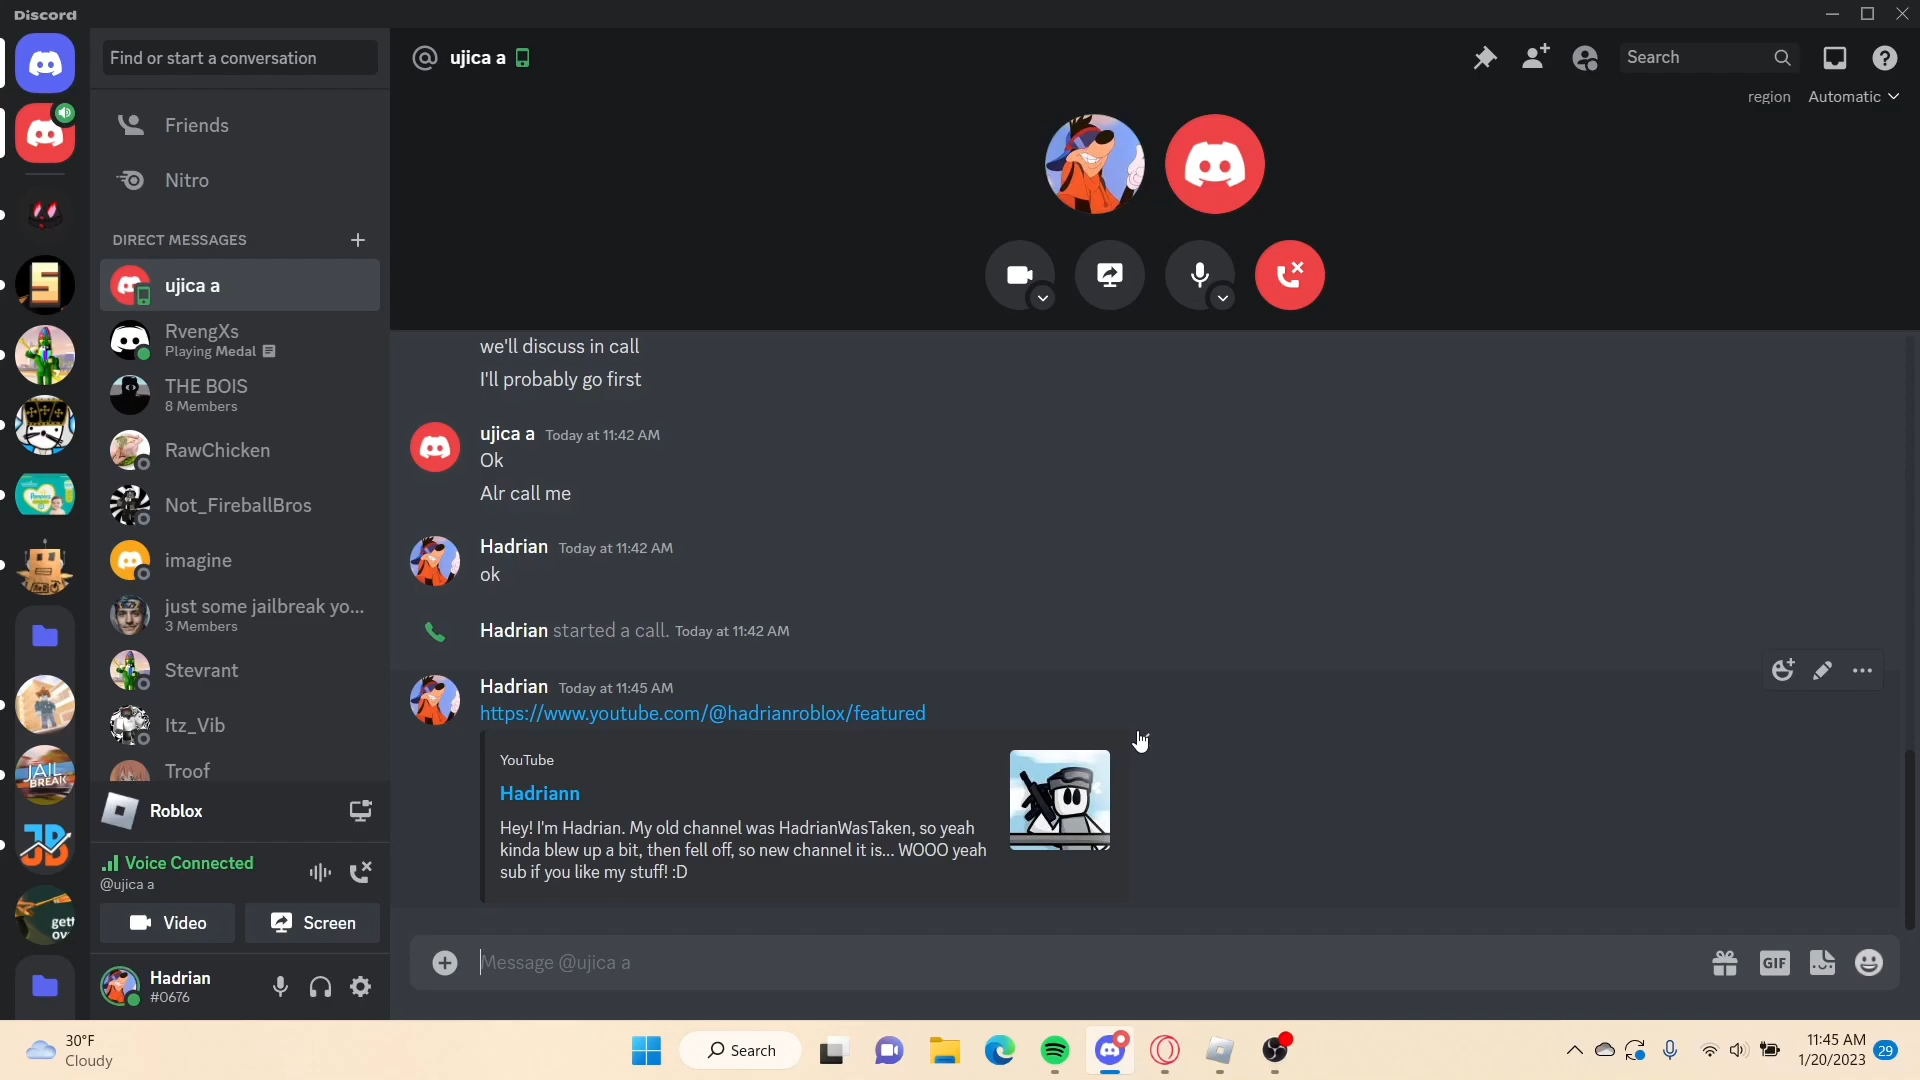 Discord
Find or start a conversation
Friends
Nitro
DIRECT MESSAGES
ujica a
RvengXs
Playing Medal
THE BOIS
8 Members
RawChicken
Not_FireballBros
imagine
just some jailbreak yo...
3 Members
Stevrant
Itz_Vib
Troof
Roblox
Voice Connected
@ujica a
Video
Screen
Hadrian
#0676
S
JAIL
BREAK
JB
gett
ov
@ ujica a
Search
region Automatic
we'll discuss in call
I'll probably go first
ujica a Today at 11:42 AM
Ok
Alr call me
Hadrian Today at 11:42 AM
ok
Hadrian started a call. Today at 11:42 AM
Hadrian Today at 11:45 AM
https://www.youtube.com/@hadrianroblox/featured
YouTube
Hadriann
Hey! I'm Hadrian. My old channel was HadrianWasTaken, so yeah
kinda blew up a bit, then fell off, so new channel it is... WOOO yeah
sub if you like my stuff! :D
Message @ujica a
GIF
30°F
Cloudy
Search
11:45 AM
1/20/2023
29